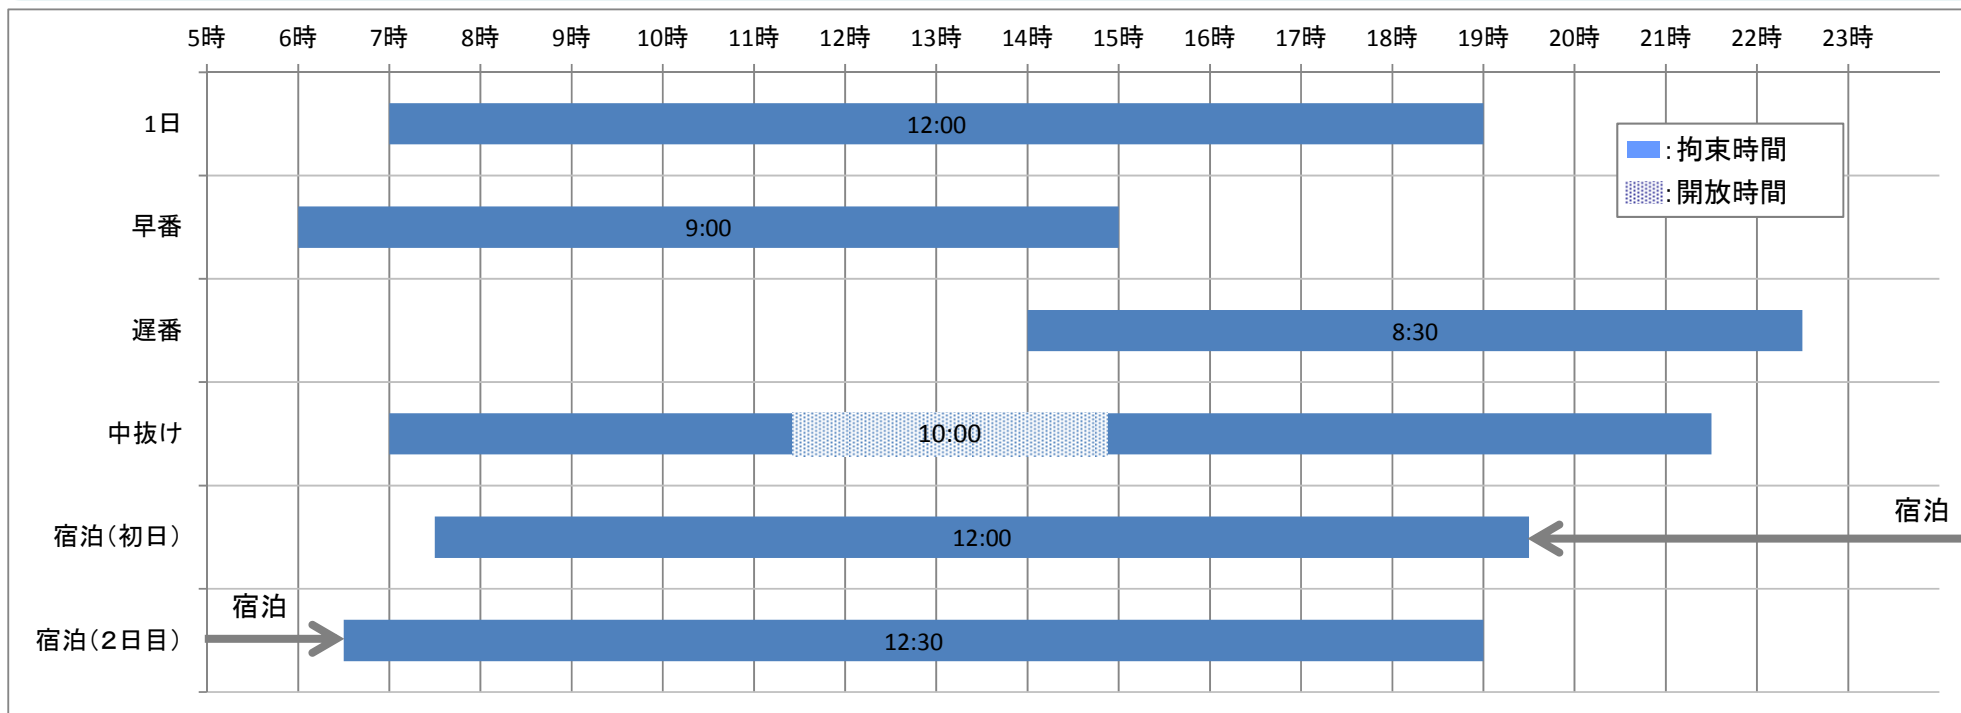 5時 6時 7時 8時 9時 10時 11時 12時 13時 14時 15時 16時 17時 18時 19時 20時 21時 22時 23時
1日 12:00
:拘束時間
:開放時間
早番 9:00
遅番 8:30
中抜け 10:00
宿泊(初日) 12:00 宿泊
宿泊
宿泊(2日目) 12:30